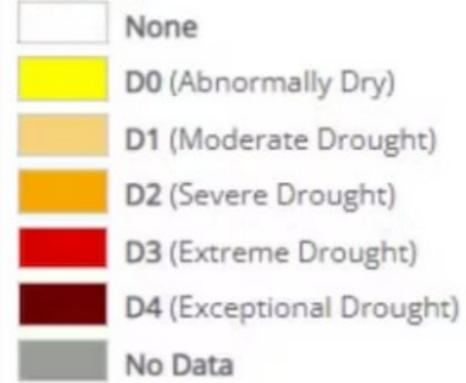 None
D0 (Abnormally Dry)
D1 (Moderate Drought)
D2 (Severe Drought)
D3 (Extreme Drought)
D4 (Exceptional Drought)
No Data